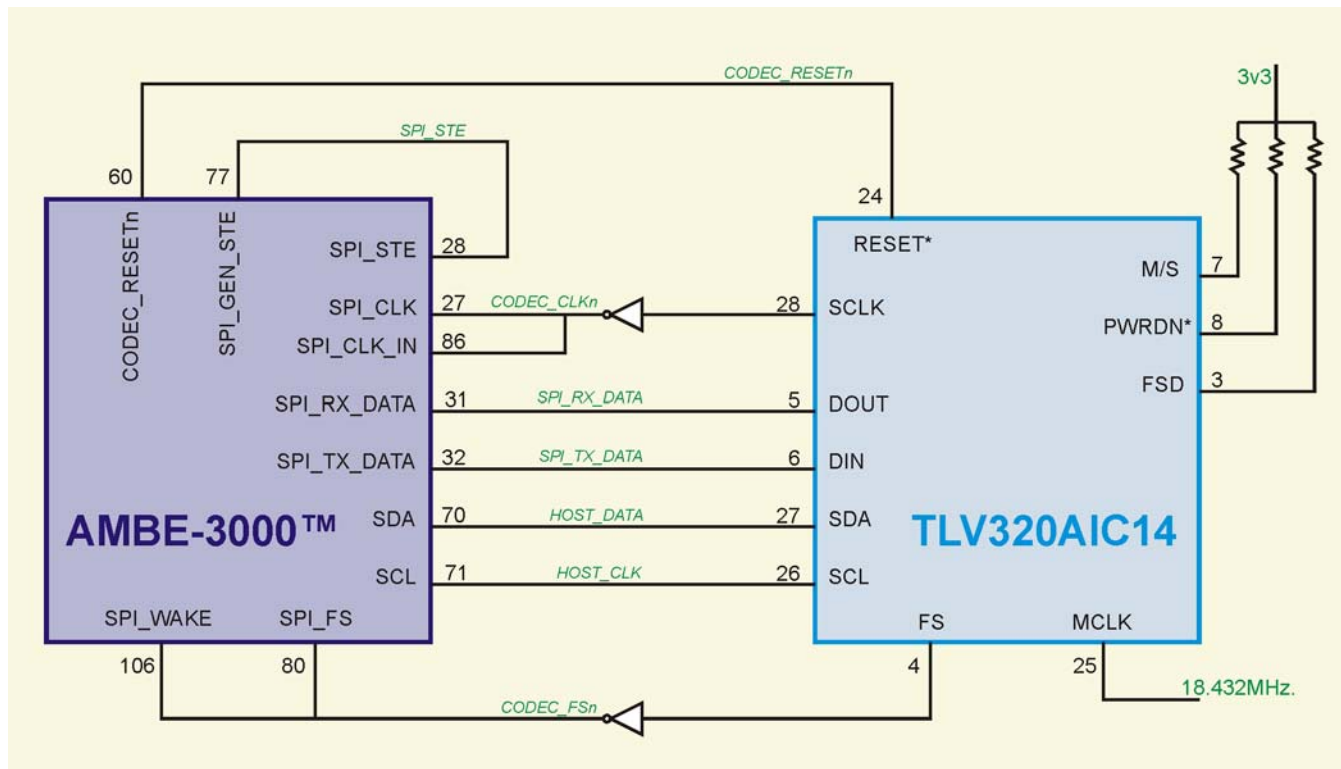 CODEC_RESETn
3v3
SPI_STE
60
77
24
CODEC_RESETn
SPI_GEN_STE
SPI_STE
28
RESET*
M/S
7
SPI_CLK
27
CODEC_CLKn
28
SCLK
PWRDN*
8
SPI_CLK_IN
86
FSD
3
SPI_RX_DATA
31
SPI_RX_DATA
5
DOUT
SPI_TX_DATA
32
SPI_TX_DATA
6
DIN
AMBE-3000™
SDA
70
HOST_DATA
27
SDA
TLV320AIC14
SCL
71
HOST_CLK
26
SCL
SPI_WAKE
SPI_FS
FS
MCLK
106
80
4
25
18.432MHz.
CODEC_FSn